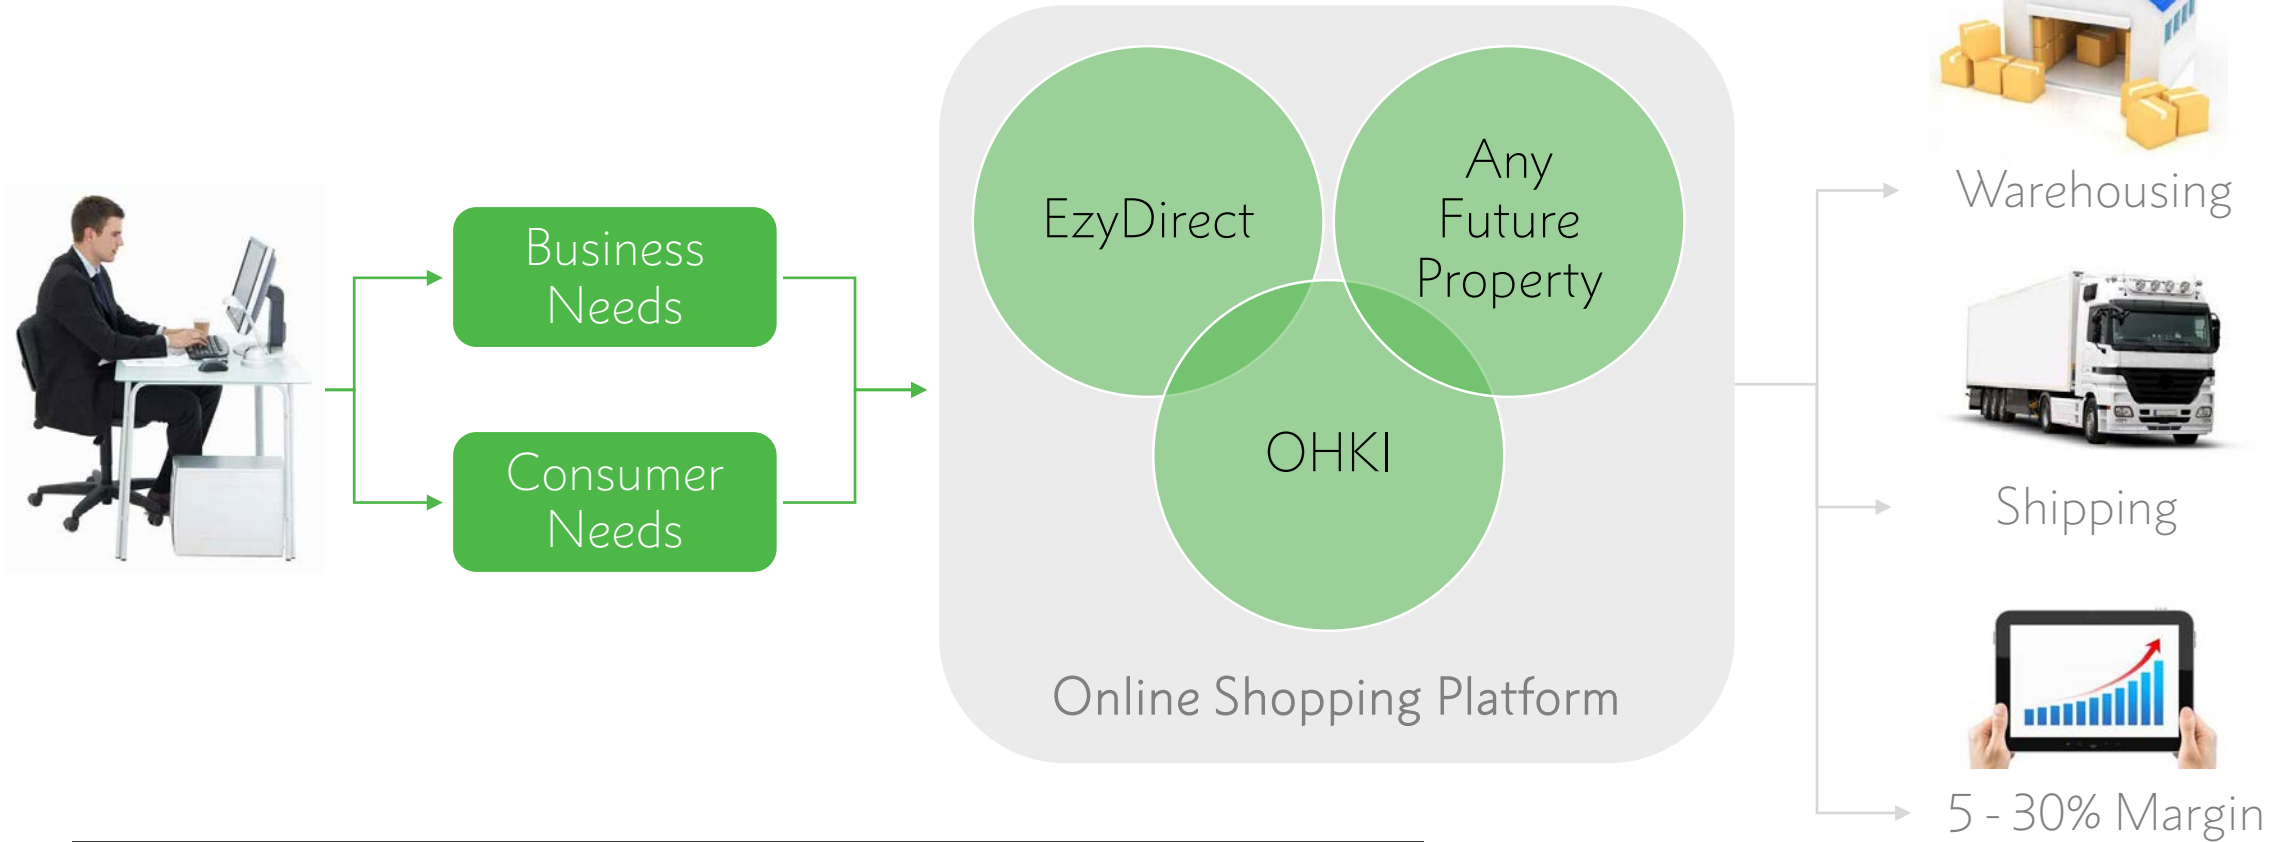 Business
Needs
Consumer
Needs
EzyDirect
Any
Future
Property
OHKI
Online Shopping Platform
Warehousing
Shipping
5 - 30% Margin